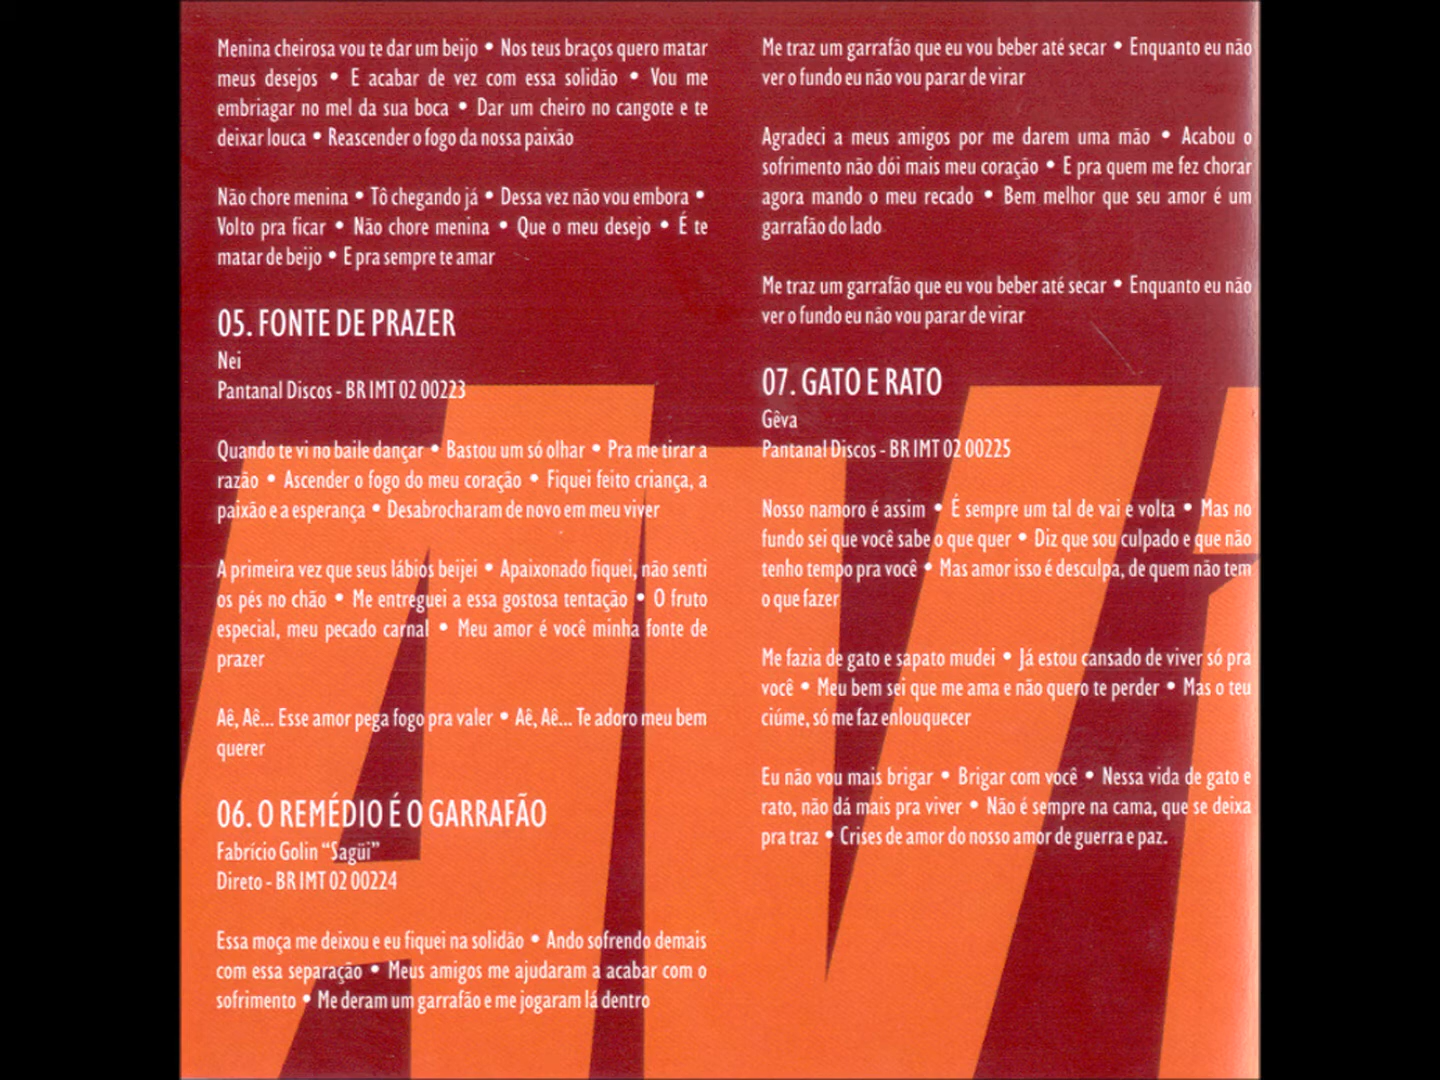 Menina cheirosa vou te dar um beijo • Nos teus braços quero matar
meus desejos • E acabar de vez com essa solidão • Vou me
embriagar no mel da sua boca • Dar um cheiro no cangote e te
deixar louca • Reascender o fogo da nossa paixão
Não chore menina • Tô chegando já • Dessa vez não vou embora •
Volto pra ficar • Não chore menina • Que o meu desejo • É te
matar de beijo • E pra sempre te amar
05. FONTE DE PRAZER
Nei
Pantanal Discos - BR IMT 02 00223
Quando te vi no baile dançar • Bastou um só olhar • Pra me tirar a
razão • Ascender o fogo do meu coração • Fiquei feito criança, a
paixão e a esperança • Desabrocharam de novo em meu viver
A primeira vez que seus lábios beijei • Apaixonado fiquei, não senti
os pés no chão • Me entreguei a essa gostosa tentação • O fruto
especial, meu pecado carnal • Meu amor é você minha fonte de
prazer
Aê, Aê... Esse amor pega fogo pra valer • Aê, Aê... Te adoro meu bem
querer
06. O REMÉDIO É O GARRAFÃO
Fabrício Golin “Sagüi”
Direto - BR IMT 02 00224
Essa moça me deixou e eu fiquei na solidão • Ando sofrendo demais
com essa separação • Meus amigos me ajudaram a acabar com o
sofrimento • Me deram um garrafão e me jogaram lá dentro
Me traz um garrafão que eu vou beber até secar • Enquanto eu não
ver o fundo eu não vou parar de virar
Agradeci a meus amigos por me darem uma mão • Acabou o
sofrimento não dói mais meu coração • E pra quem me fez chorar
agora mando o meu recado • Bem melhor que seu amor é um
garrafão do lado
Me traz um garrafão que eu vou beber até secar • Enquanto eu não
ver o fundo eu não vou parar de virar
07. GATO E RATO
Gêva
Pantanal Discos - BR IMT 02 00225
Nosso namoro é assim • É sempre um tal de vai e volta • Mas no
fundo sei que você sabe o que quer • Diz que sou culpado e que não
tenho tempo pra você • Mas amor isso é desculpa, de quem não tem
o que fazer
Me fazia de gato e sapato mudei • Já estou cansado de viver só pra
você • Meu bem sei que me ama e não quero te perder • Mas o teu
ciúme, só me faz enlouquecer
Eu não vou mais brigar • Brigar com você • Nessa vida de gato e
rato, não dá mais pra viver • Não é sempre na cama, que se deixa
pra traz • Crises de amor do nosso amor de guerra e paz.